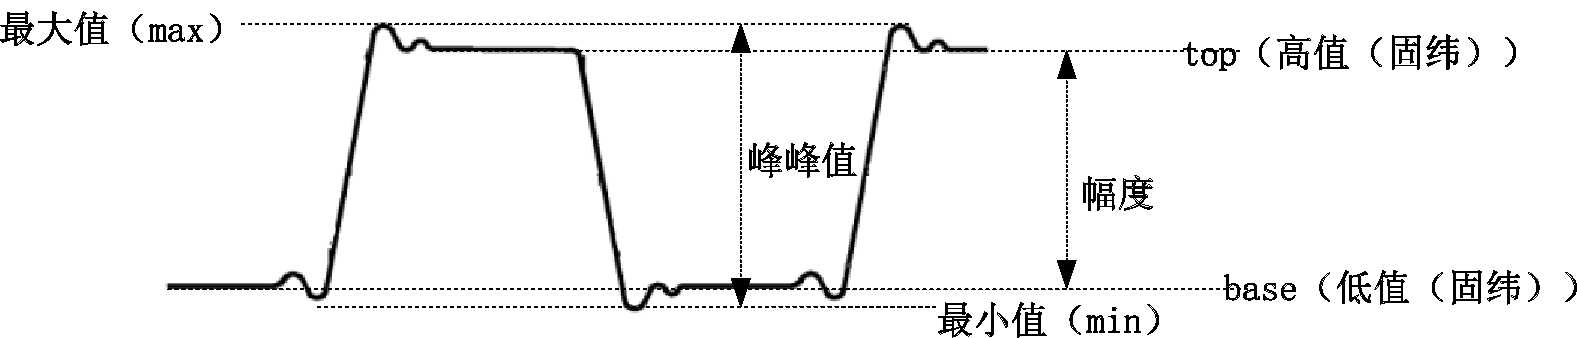 最大值（max）
top（高值（固纬））
峰峰值
幅度
base（低值（固纬））
最小值（min）